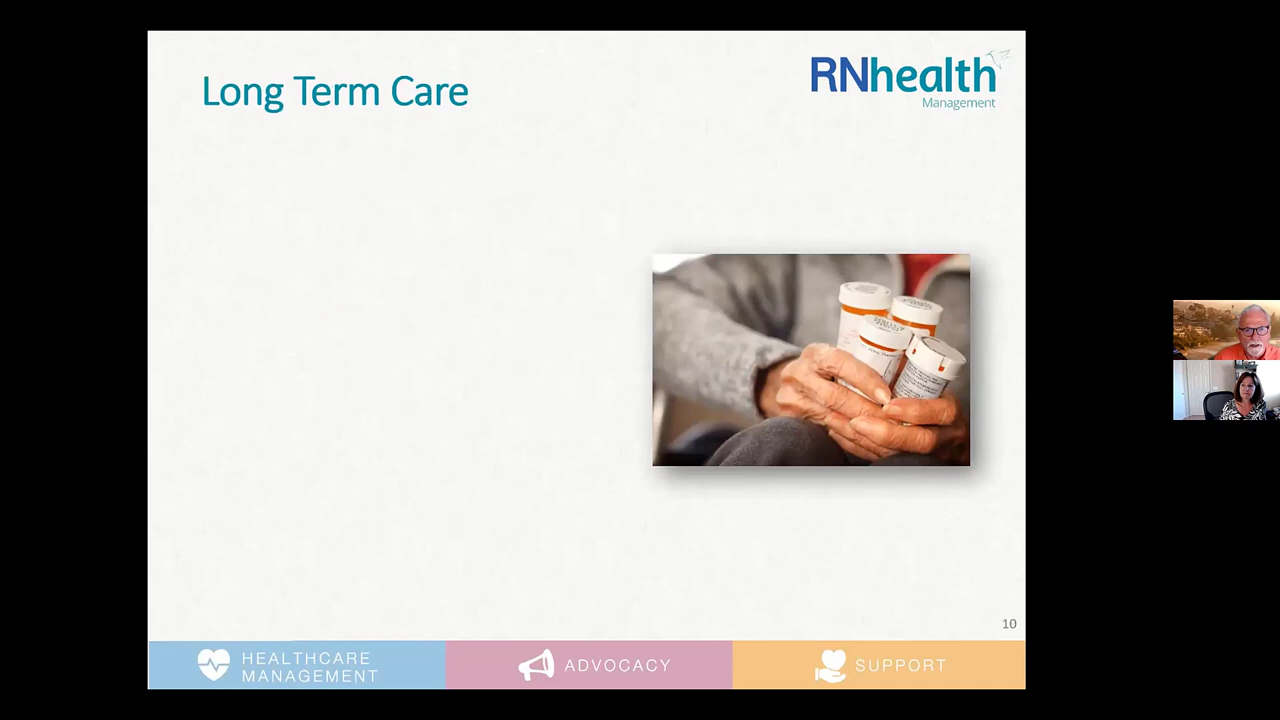 Long Term Care
RNhealth
Management
10
HEALTHCARE
MANAGEMENT
ADVOCACY
SUPPORT